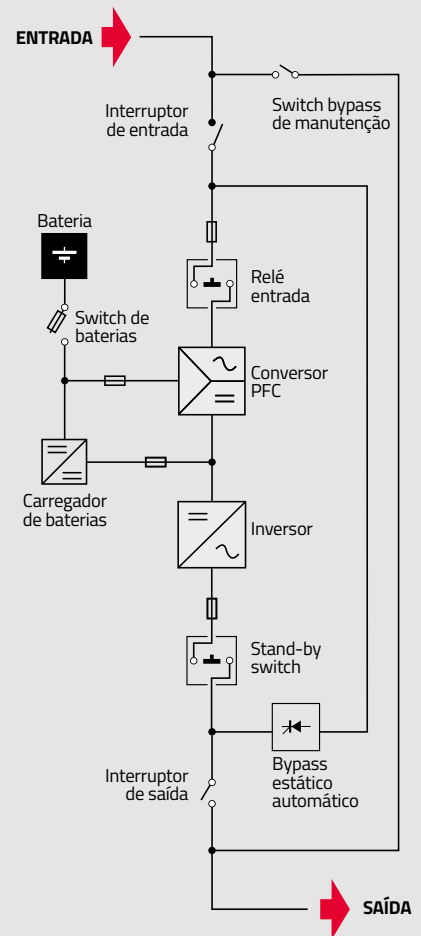 ENTRADA
Interruptor
de entrada
Switch bypass
de manutenção
Bateria
Switch de
baterias
Relé
entrada
Conversor
PFC
Carregador
de baterias
Inversor
Stand-by
switch
Bypass
estático
automático
Interruptor
de saída
SAÍDA